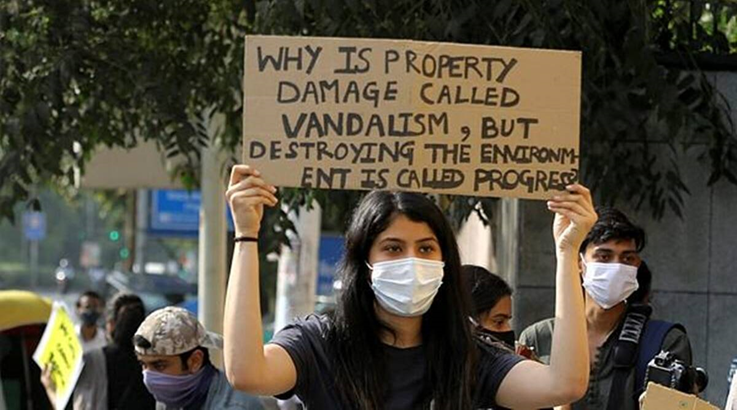 WHY IS PROPERTY
DAMAGE CALLED
VANDALISM, BUT
DESTROYING THE ENVIRONM-
ENT IS CALLED PROGRESS?